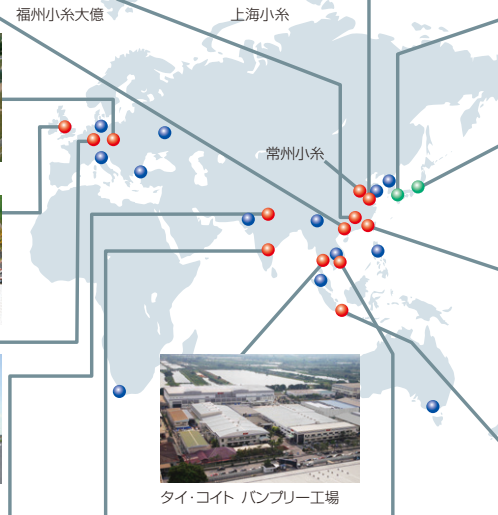 福州小糸大億
上海小糸
常州小糸
タイ・コイト バンプリー工場